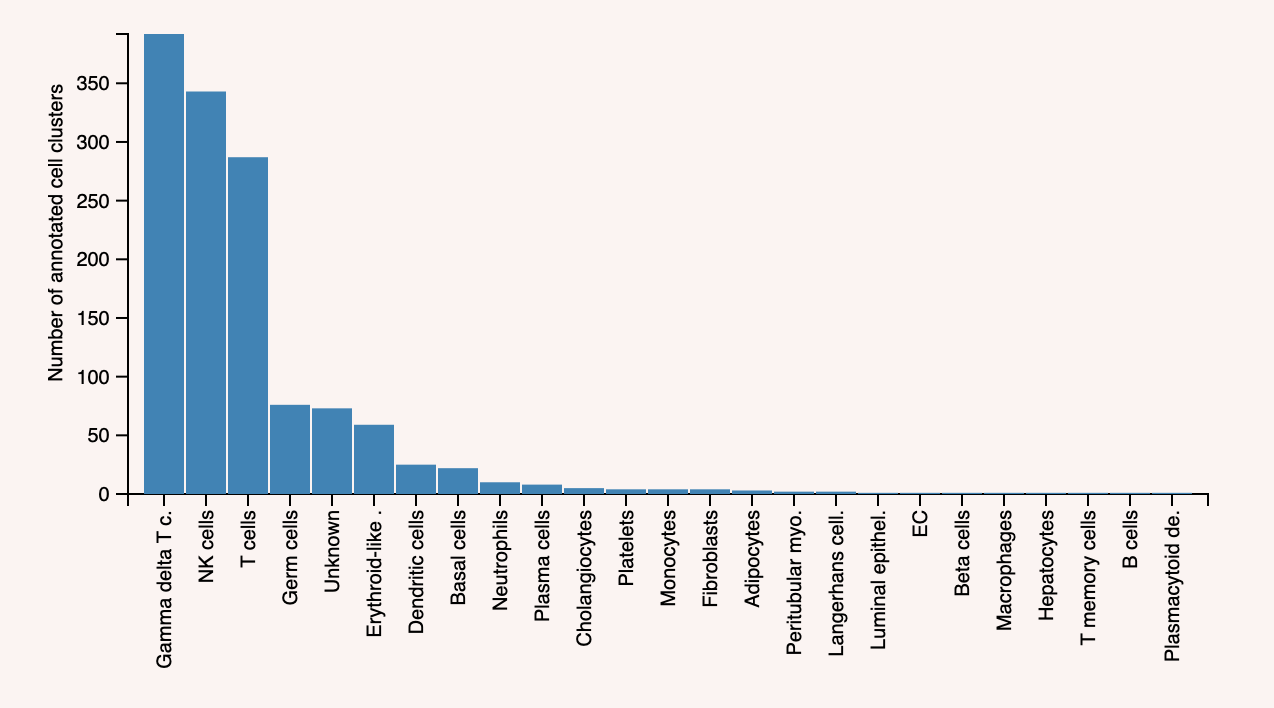 Number of annotated cell clusters
350
300
250
200
150
100
50
0
Gamma delta T c.
NK cells
T cells
Germ cells
Unknown
Erythroid-like .
Dendritic cells
Basal cells
Neutrophils
Plasma cells
Cholangiocytes
Platelets
Monocytes
Fibroblasts
Adipocytes
Peritubular myo.
Langerhans cell.
Luminal epithel.
EC
Beta cells
Macrophages
Hepatocytes
T memory cells
B cells
Plasmacytoid de.